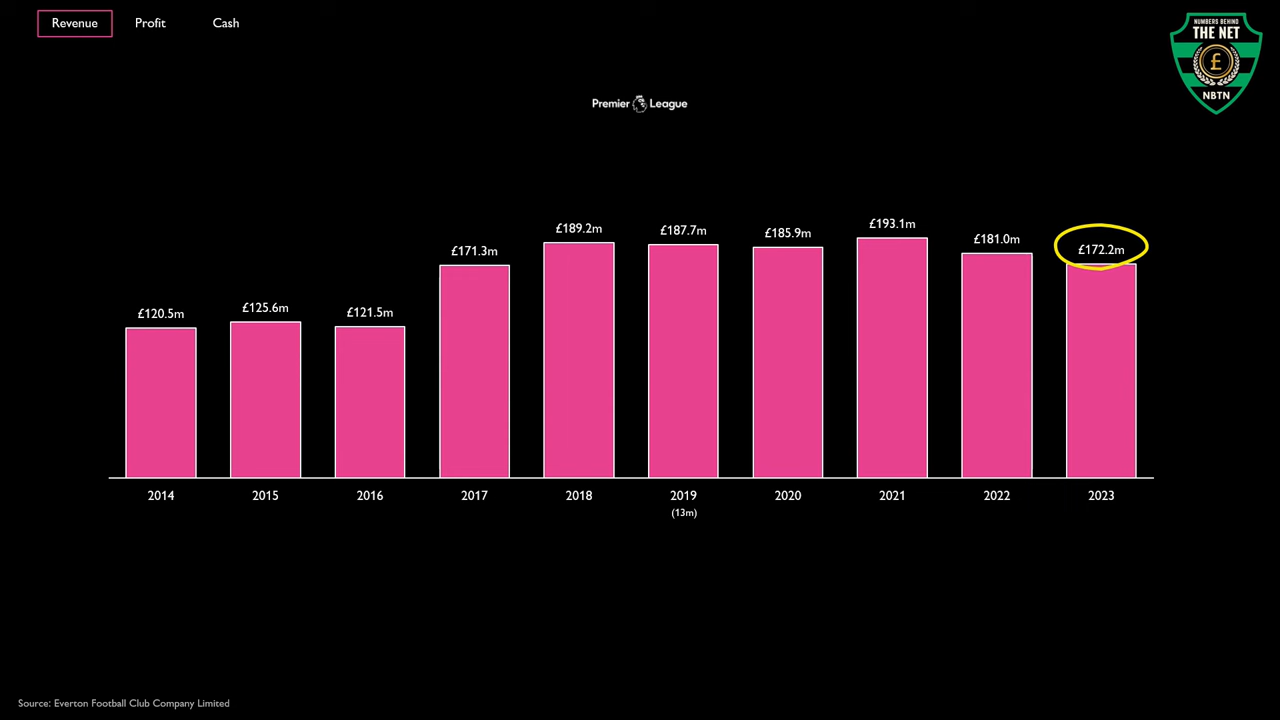 Revenue Profit Cash
NUMBERS BEHIND
THE NET
£
NBTN
Premier League
£120.5m £125.6m £121.5m £171.3m £189.2m £187.7m £185.9m £193.1m £181.0m £172.2m
2014 2015 2016 2017 2018 2019 2020 2021 2022 2023
(13m)
Source: Everton Football Club Company Limited